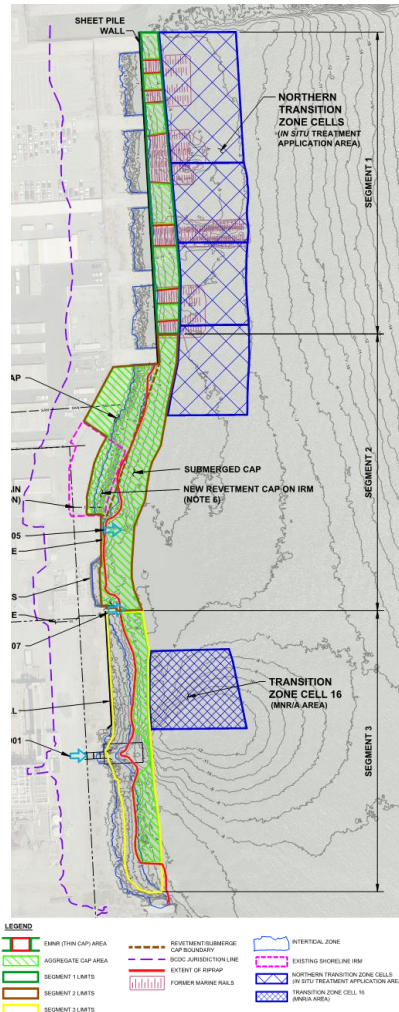 SHEET PILE
WALL
NORTHERN
TRANSITION
ZONE CELLS
(IN SITU TREATMENT
APPLICATION AREA)
SEGMENT 1
AP
SUBMERGED CAP
NEW REVETMENT CAP ON IRM
(NOTE 6)
IN
N)
05
E
SEGMENT 2
S
E
07
TRANSITION
ZONE CELL 16
(MNR/A AREA)
L
001
SEGMENT 3
LEGEND
EMNR (THIN CAP) AREA
AGGREGATE CAP AREA
SEGMENT 1 LIMITS
SEGMENT 2 LIMITS
SEGMENT 3 LIMITS
REVETMENT/SUBMERGE
CAP BOUNDARY
BCDC JURISDICTION LINE
EXTENT OF RIPRAP
FORMER MARINE RAILS
INTERTIDAL ZONE
EXISTING SHORELINE IRM
NORTHERN TRANSITION ZONE CELLS
(IN SITU TREATMENT APPLICATION AREA
TRANSITION ZONE CELL 16
(MNR/A AREA)